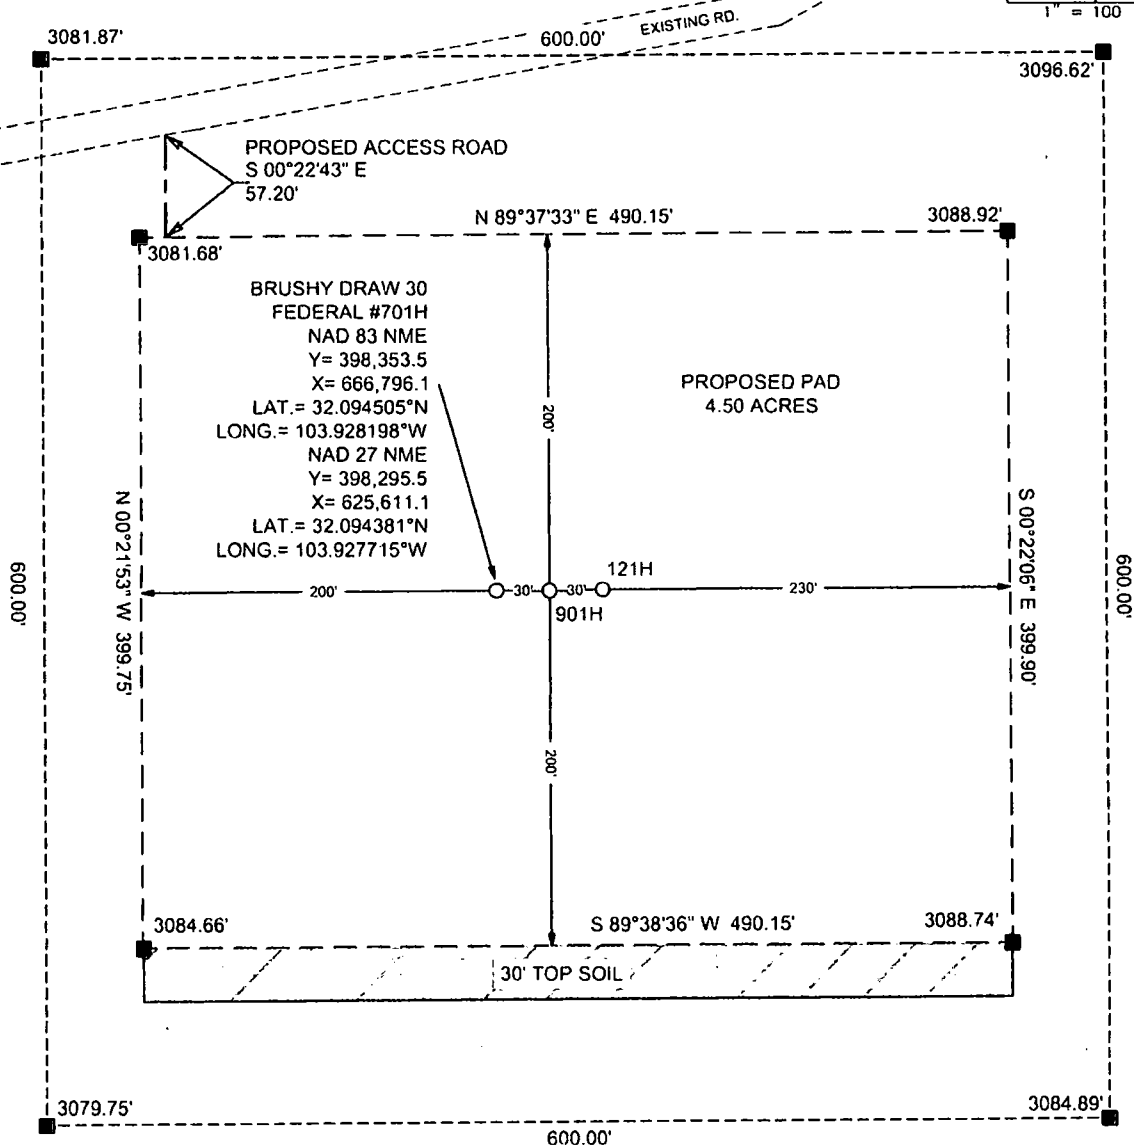 1" = 100
3081.87'
600.00'
EXISTING RD.
3096.62'
PROPOSED ACCESS ROAD
S 00°22'43" E
57.20'
N 89°37'33" E 490.15'
3088.92'
3081.68'
BRUSHY DRAW 30
FEDERAL #701H
NAD 83 NME
Y= 398,353.5
X= 666,796.1
LAT.= 32.094505°N
LONG.= 103.928198°W
NAD 27 NME
Y= 398,295.5
X= 625,611.1
LAT.= 32.094381°N
LONG.= 103.927715°W
PROPOSED PAD
4.50 ACRES
200'
N 00°21'53" W 399.75'
S 00°22'06" E 399.90'
600.00'
600.00'
121H
200'
30'
30'
230'
901H
200'
3084.66'
S 89°38'36" W 490.15'
3088.74'
30' TOP SOIL
3079.75'
3084.89'
600.00'